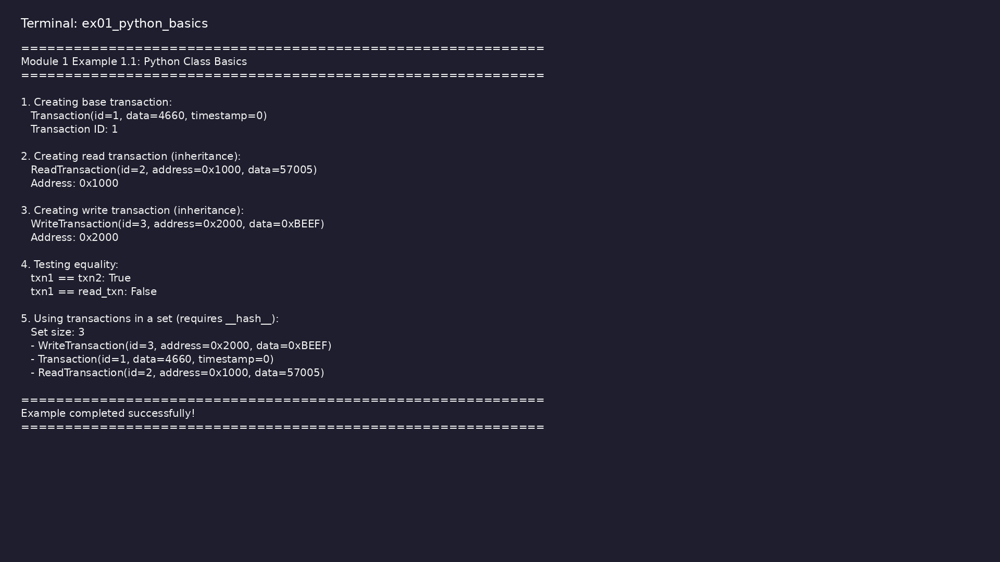 Terminal: ex01_python_basics
============================================================
Module 1 Example 1.1: Python Class Basics
============================================================
1. Creating base transaction:
Transaction(id=1, data=4660, timestamp=0)
Transaction ID: 1
2. Creating read transaction (inheritance):
ReadTransaction(id=2, address=0x1000, data=57005)
Address: 0x1000
3. Creating write transaction (inheritance):
WriteTransaction(id=3, address=0x2000, data=0xBEEF)
Address: 0x2000
4. Testing equality:
txn1 == txn2: True
txn1 == read_txn: False
5. Using transactions in a set (requires __hash__):
Set size: 3
- WriteTransaction(id=3, address=0x2000, data=0xBEEF)
- Transaction(id=1, data=4660, timestamp=0)
- ReadTransaction(id=2, address=0x1000, data=57005)
============================================================
Example completed successfully!
============================================================